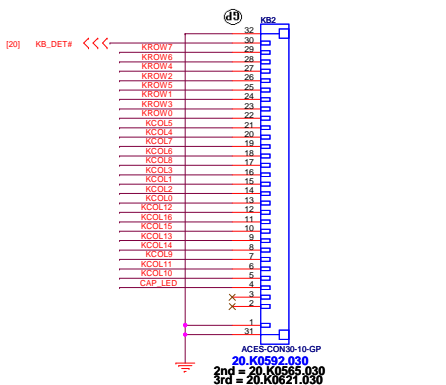 GP
KB2
32
[20] KB_DET# 30
KROW7 29
KROW6 28
KROW4 27
KROW2 26
KROW5 25
KROW1 24
KROW3 23
KROW0 22
KCOL5 21
KCOL4 20
KCOL7 19
KCOL6 18
KCOL8 17
KCOL3 16
KCOL1 15
KCOL2 14
KCOL0 13
KCOL12 12
KCOL16 11
KCOL15 10
KCOL13 9
KCOL14 8
KCOL9 7
KCOL11 6
KCOL10 5
CAP_LED 4
3
2
1
31
ACES-CON30-10-GP
20.K0592.030
2nd = 20.K0565.030
3rd = 20.K0621.030